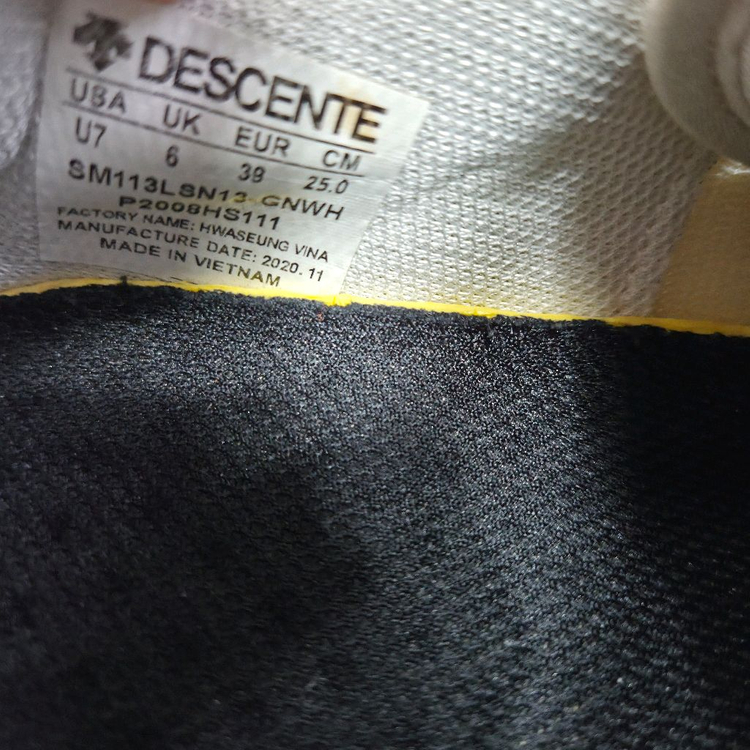 DESCENTE
USA UK EUR CM
U7 6 39 25.0
SM113LSN13 GNWH
P2008HS111
FACTORY NAME: HWASEUNG VINA
MANUFACTURE DATE: 2020.11
MADE IN VIETNAM